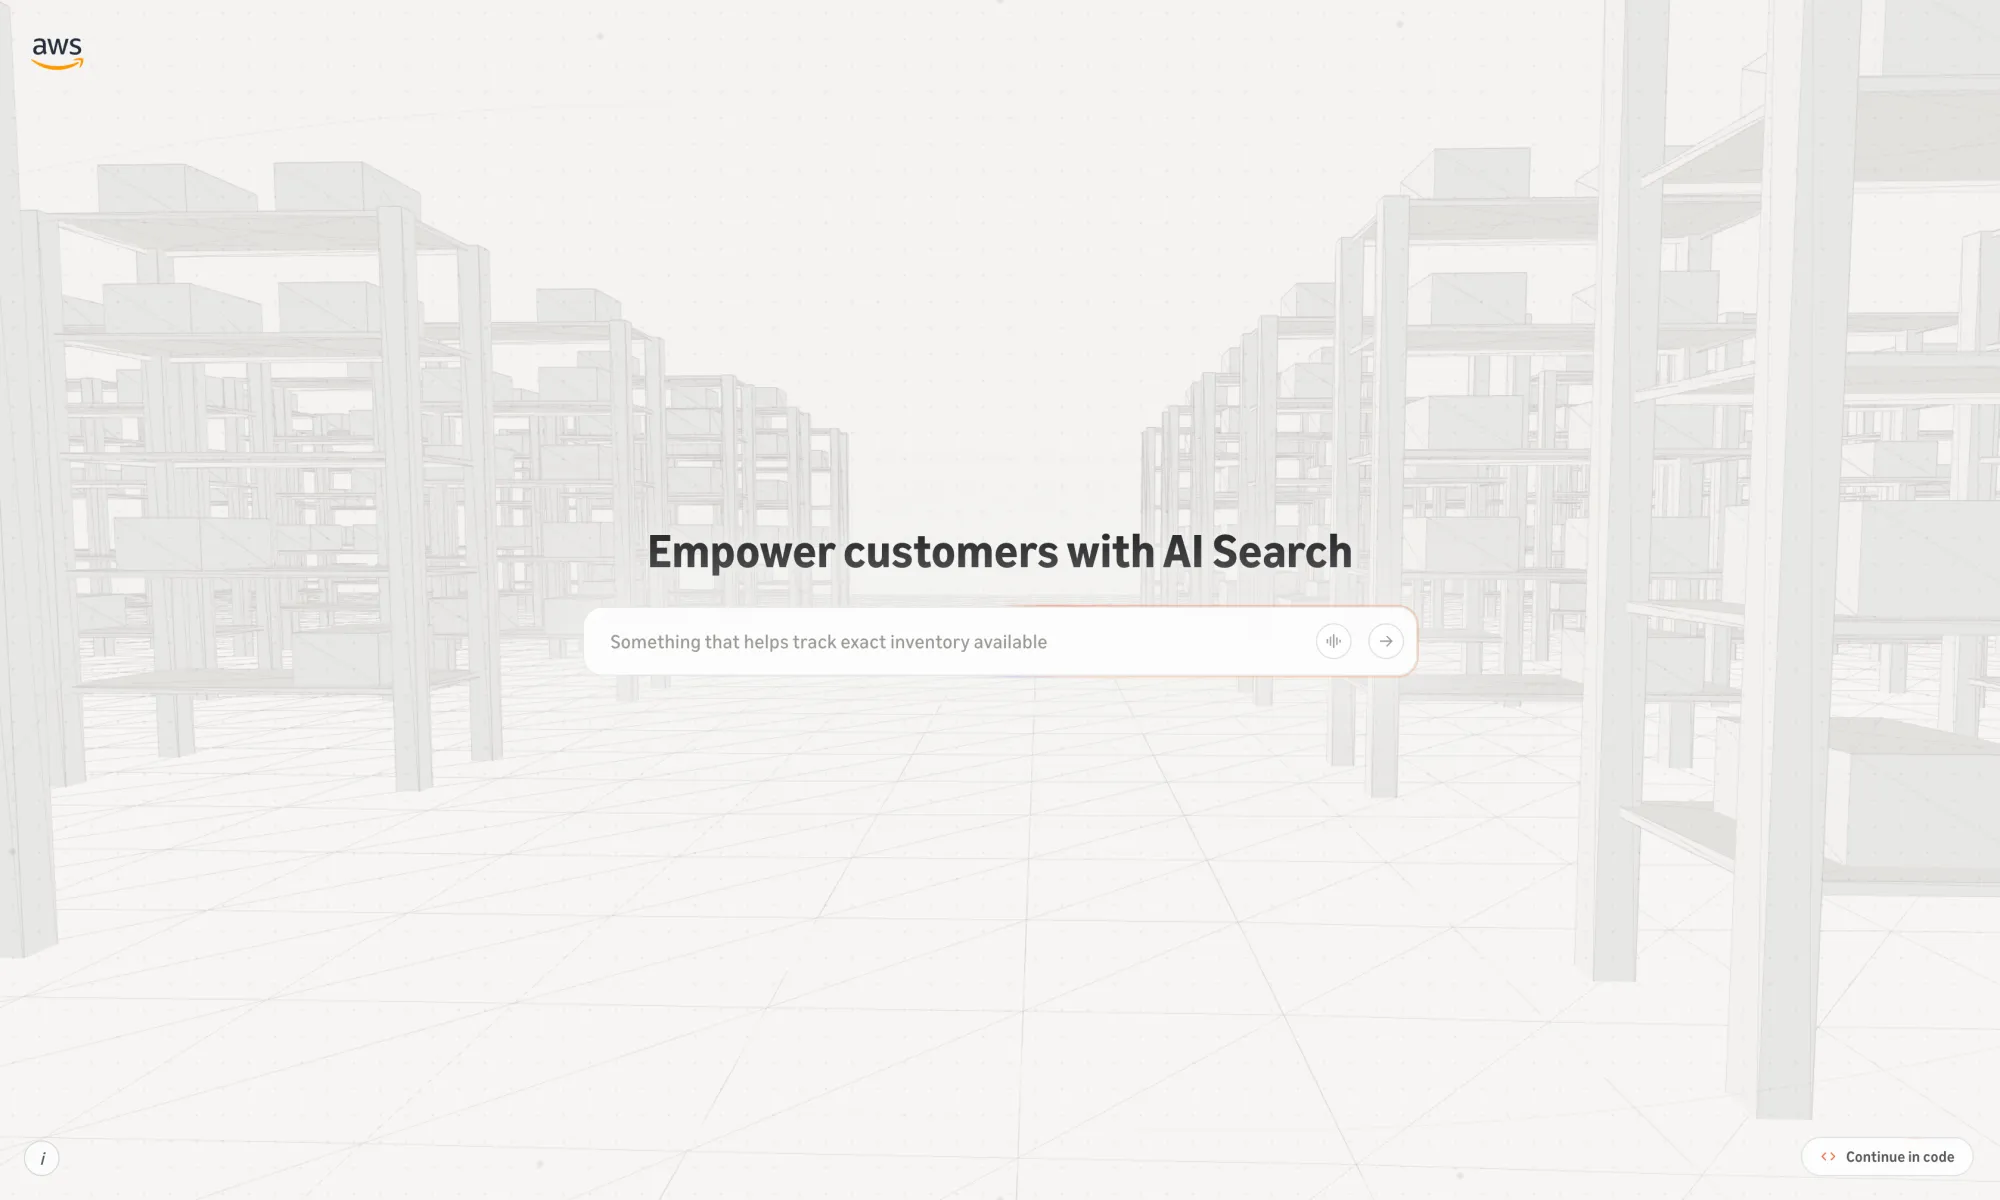 aws
Empower customers with AI Search
Something that helps track exact inventory available
i
<> Continue in code